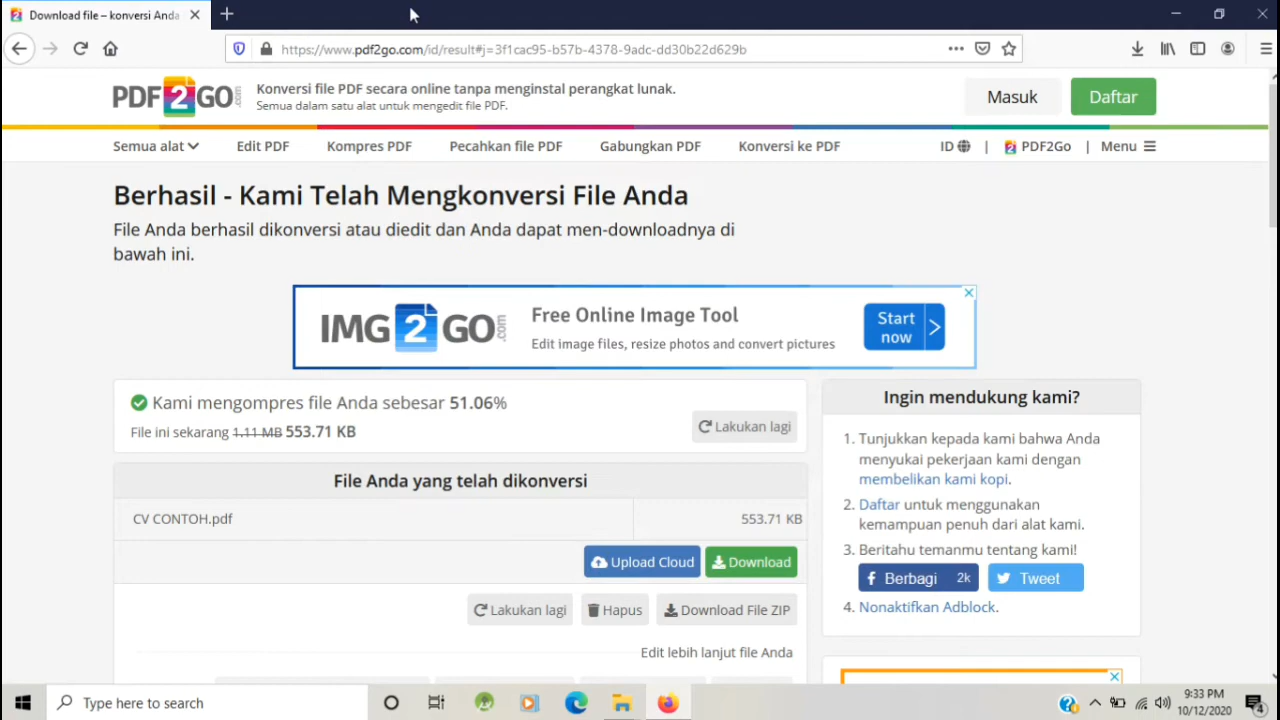 Download file – konversi Anda
https://www.pdf2go.com/id/result#j=3f1cac95-b57b-4378-9adc-dd30b22d629b
PDF2GO.com
Konversi file PDF secara online tanpa menginstal perangkat lunak.
Semua dalam satu alat untuk mengedit file PDF.
Masuk
Daftar
Semua alat
Edit PDF
Kompres PDF
Pecahkan file PDF
Gabungkan PDF
Konversi ke PDF
ID
|
PDF2Go
|
Menu
Berhasil - Kami Telah Mengkonversi File Anda
File Anda berhasil dikonversi atau diedit dan Anda dapat men-downloadnya di
bawah ini.
IMG2GO.com
Free Online Image Tool
Edit image files, resize photos and convert pictures
Start
now
Kami mengompres file Anda sebesar 51.06%
File ini sekarang 1.11 MB 553.71 KB
Lakukan lagi
File Anda yang telah dikonversi
CV CONTOH.pdf
553.71 KB
Upload Cloud
Download
Lakukan lagi
Hapus
Download File ZIP
Edit lebih lanjut file Anda
Ingin mendukung kami?
1. Tunjukkan kepada kami bahwa Anda
menyukai pekerjaan kami dengan
membelikan kami kopi.
2. Daftar untuk menggunakan
kemampuan penuh dari alat kami.
3. Beritahu temanmu tentang kami!
Berbagi 2k
Tweet
4. Nonaktifkan Adblock.
Type here to search
9:33 PM
10/12/2020
4